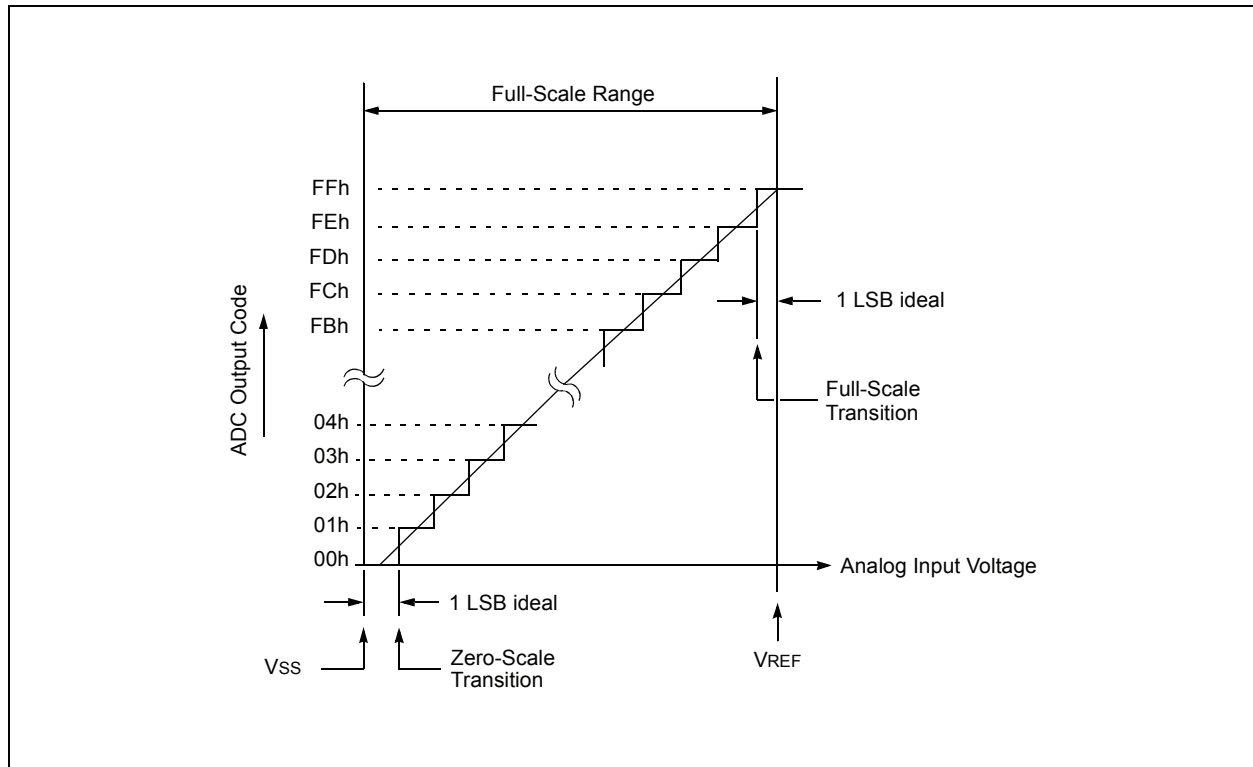 Full-Scale Range
FFh
FEh
FDh
FCh
FBh
1 LSB ideal
ADC Output Code
Full-Scale
Transition
04h
03h
02h
01h
00h
Analog Input Voltage
1 LSB ideal
VSS
Zero-Scale
Transition
VREF